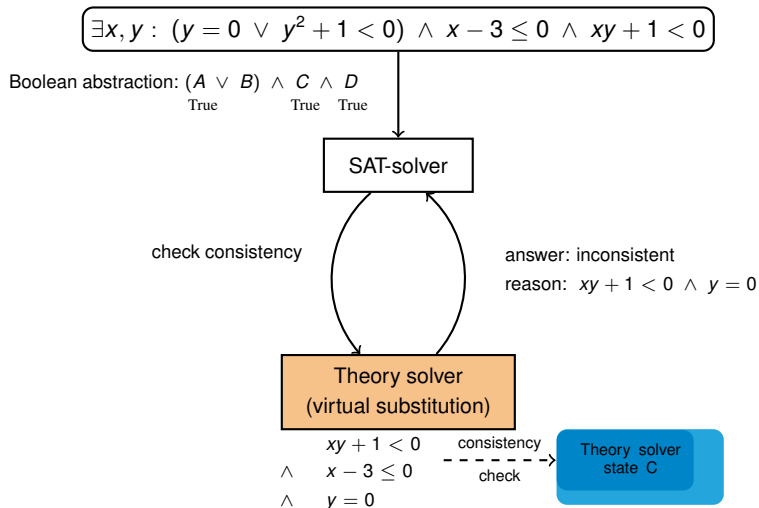 ∃x, y : (y = 0 ∨ y² + 1 < 0) ∧ x − 3 ≤ 0 ∧ xy + 1 < 0
Boolean abstraction: (A ∨ B) ∧ C ∧ D
True True True
SAT-solver
check consistency
answer: inconsistent
reason: xy + 1 < 0 ∧ y = 0
Theory solver
(virtual substitution)
xy + 1 < 0
∧ x − 3 ≤ 0
∧ y = 0
consistency
check
Theory solver
state C